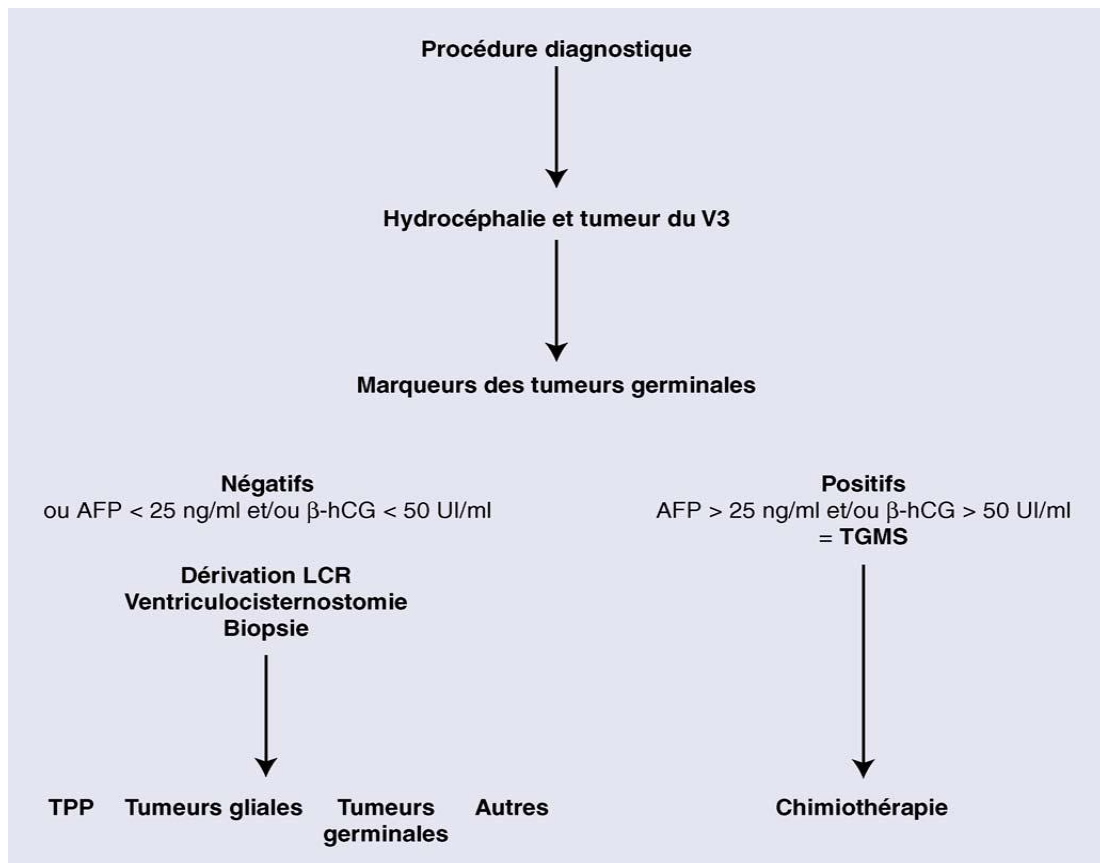 Procédure diagnostique
Hydrocéphalie et tumeur du V3
Marqueurs des tumeurs germinales
Négatifs
ou AFP < 25 ng/ml et/ou β-hCG < 50 UI/ml
Dérivation LCR
Ventriculocisternostomie
Biopsie
Positifs
AFP > 25 ng/ml et/ou β-hCG > 50 UI/ml
= TGMS
TPP
Tumeurs gliales
Tumeurs
germinales
Autres
Chimiothérapie